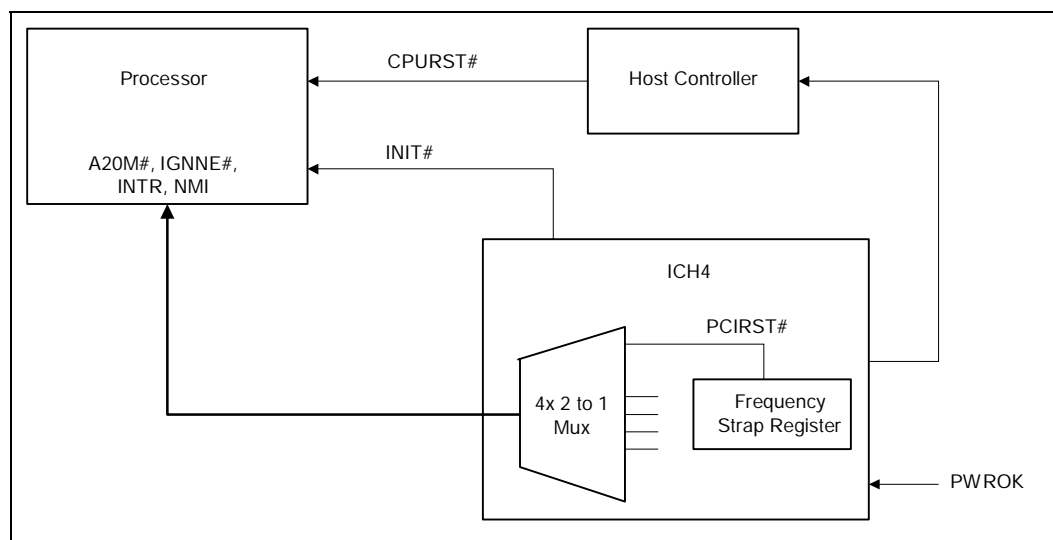 Processor
CPURST#
Host Controller
A20M#, IGNNE#,
INTR, NMI
INIT#
ICH4
PCIRST#
4x 2 to 1
Mux
Frequency
Strap Register
PWROK